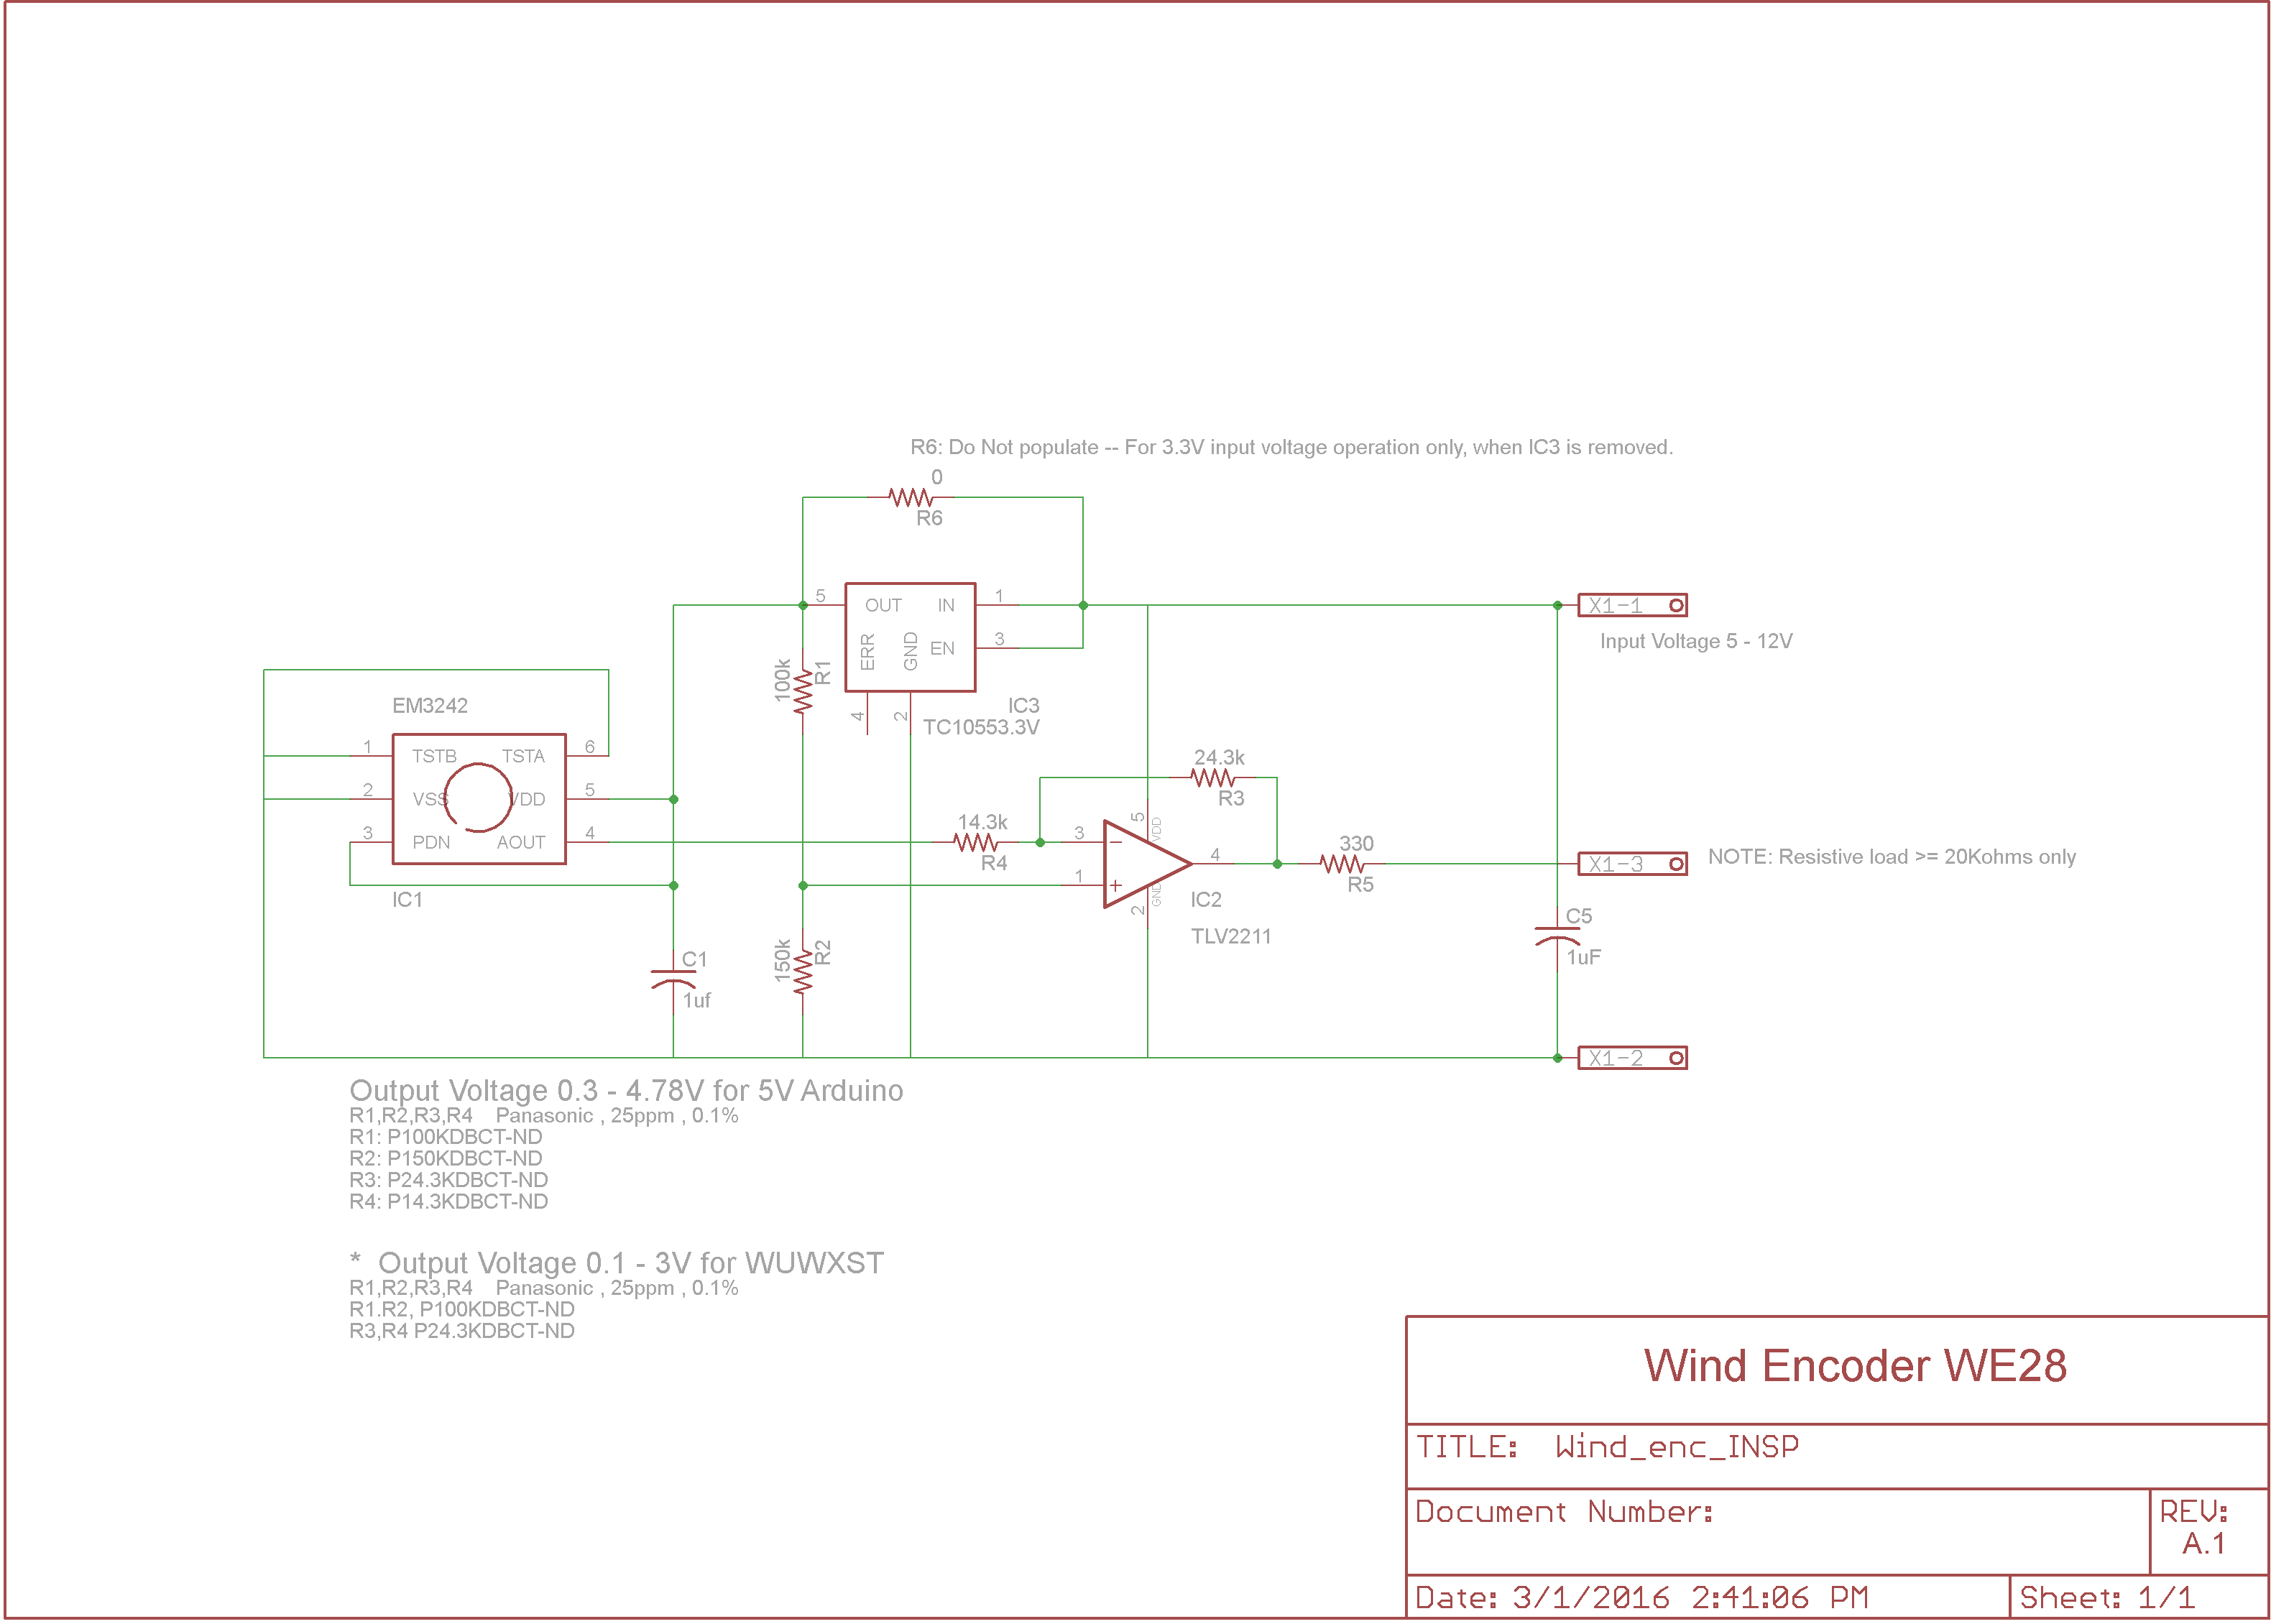 R6: Do Not populate -- For 3.3V input voltage operation only, when IC3 is removed.
0
R6
5
OUT
IN
1
ERR
GND
EN
3
4
2
IC3
TC10553.3V
100k
R1
X1-1
Input Voltage 5 - 12V
EM3242
1
TSTB
TSTA
6
2
VSS
VDD
5
3
PDN
AOUT
4
IC1
24.3k
R3
14.3k
R4
3
1
5
VDD
4
2
GND
IC2
TLV2211
330
R5
X1-3
NOTE: Resistive load >= 20Kohms only
C5
1uF
150k
R2
C1
1uf
X1-2
Output Voltage 0.3 - 4.78V for 5V Arduino
R1,R2,R3,R4 Panasonic , 25ppm , 0.1%
R1: P100KDBCT-ND
R2: P150KDBCT-ND
R3: P24.3KDBCT-ND
R4: P14.3KDBCT-ND
* Output Voltage 0.1 - 3V for WUWXST
R1,R2,R3,R4 Panasonic , 25ppm , 0.1%
R1.R2, P100KDBCT-ND
R3,R4 P24.3KDBCT-ND
Wind Encoder WE28
TITLE: Wind_enc_INSP
Document Number:
REV:
A.1
Date: 3/1/2016 2:41:06 PM
Sheet: 1/1